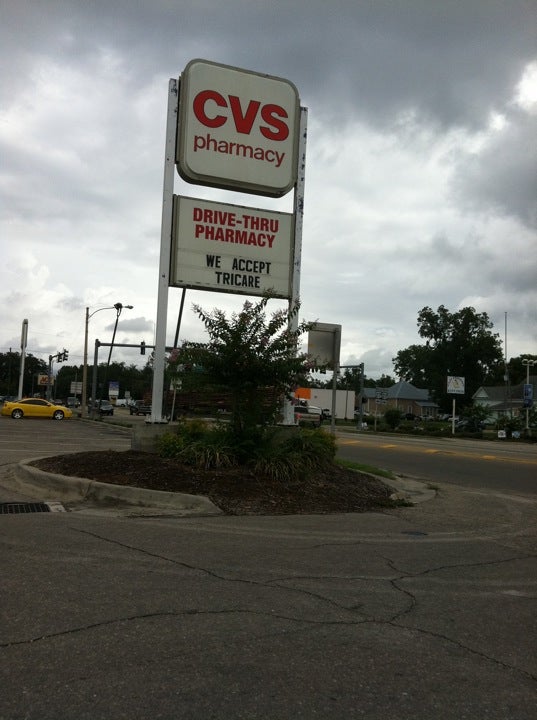 CVS
pharmacy
DRIVE-THRU
PHARMACY
WE ACCEPT
TRICARE